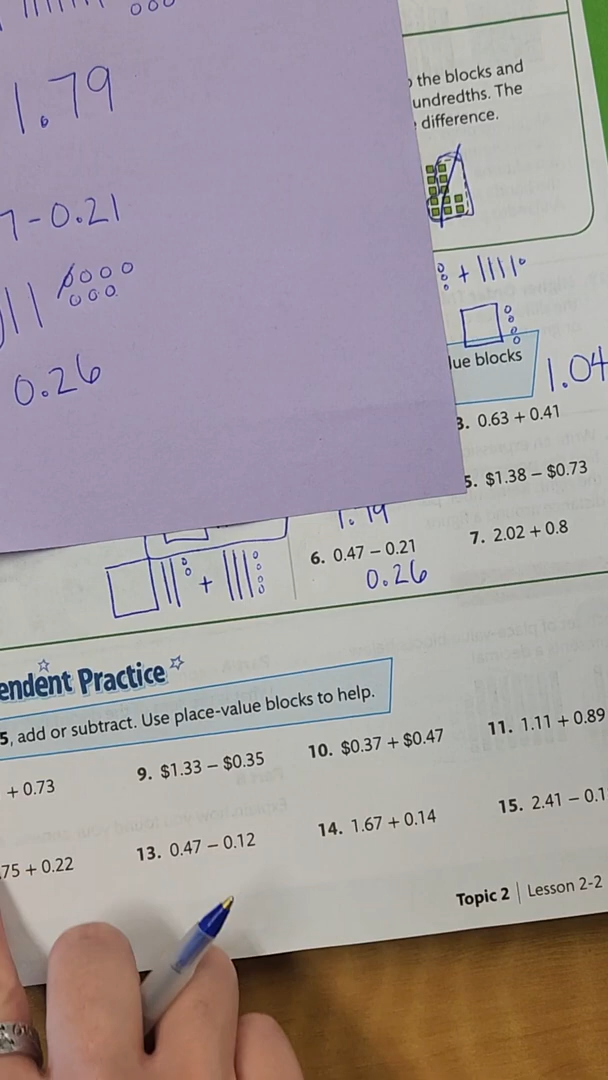 1.79
7 - 0.21
0.26
the blocks and
undredths. The
difference.
+
lue blocks
1.04
3. 0.63 + 0.41
5. $1.38 – $0.73
1.79
6. 0.47 – 0.21
0.26
7. 2.02 + 0.8
+
endent Practice
5, add or subtract. Use place-value blocks to help.
+ 0.73
9. $1.33 – $0.35
10. $0.37 + $0.47
11. 1.11 + 0.89
75 + 0.22
13. 0.47 – 0.12
14. 1.67 + 0.14
15. 2.41 – 0.1
Topic 2 | Lesson 2-2